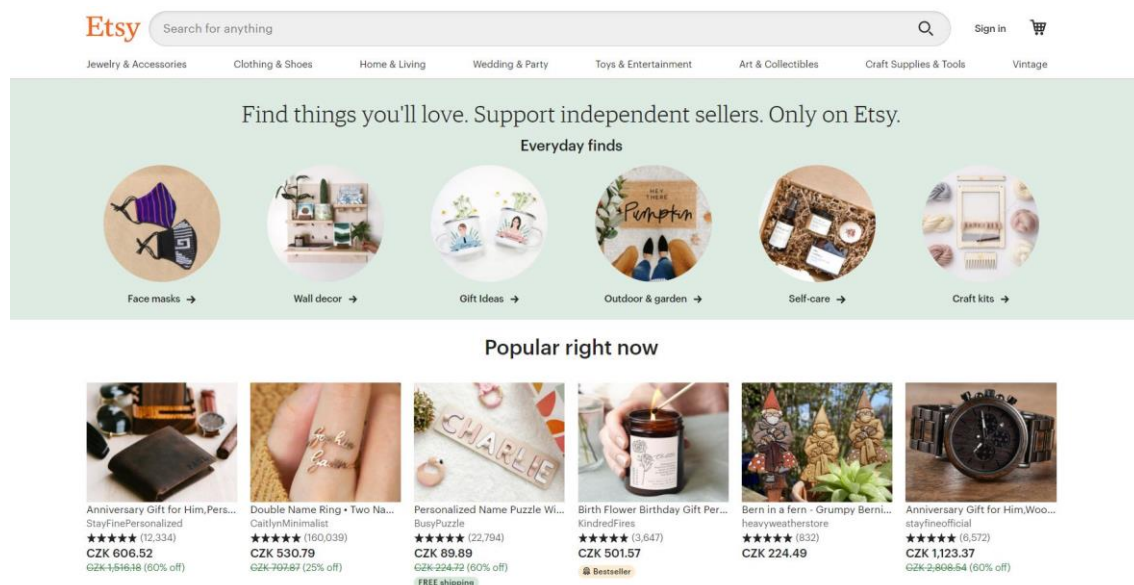 Etsy
Search for anything
Sign in
Jewelry & Accessories Clothing & Shoes Home & Living Wedding & Party Toys & Entertainment Art & Collectibles Craft Supplies & Tools Vintage
Find things you'll love. Support independent sellers. Only on Etsy.
Everyday finds
HEY
THERE
Pumpkin
Face masks → Wall decor → Gift Ideas → Outdoor & garden → Self-care → Craft kits →
Popular right now
CHARLIE
Anniversary Gift for Him,Pers... Double Name Ring • Two Na... Personalized Name Puzzle Wi... Birth Flower Birthday Gift Per... Bern in a fern - Grumpy Berni... Anniversary Gift for Him,Woo...
StayFinePersonalized CaitlynMinimalist BusyPuzzle KindredFires heavyweatherstore stayfineofficial
★★★★★ (12,334) ★★★★★ (160,039) ★★★★★ (22,794) ★★★★★ (3,647) ★★★★★ (832) ★★★★★ (6,572)
CZK 606.52 CZK 530.79 CZK 89.89 CZK 501.57 CZK 224.49 CZK 1,123.37
CZK 1,516.18 (60% off) CZK 707.87 (25% off) CZK 224.72 (60% off) Bestseller CZK 2,808.54 (60% off)
FREE shipping